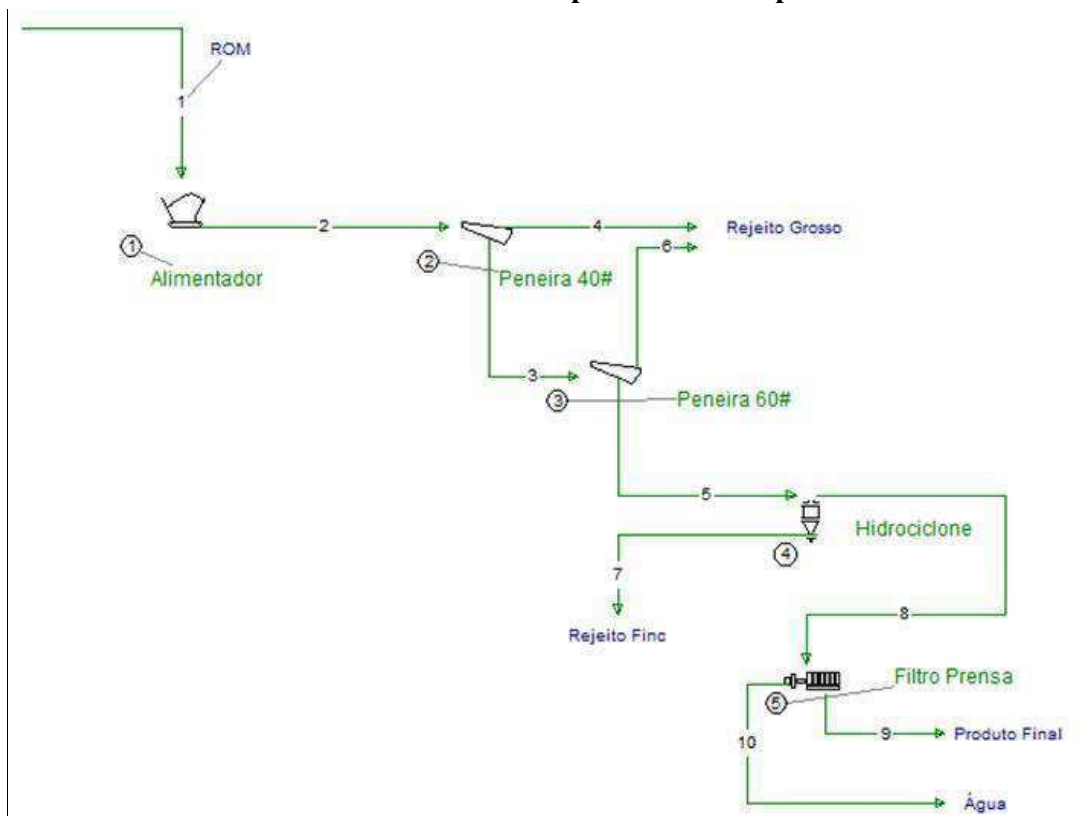 ROM
1
2
4
Rejeito Grosso
6
1
Alimentador
2
Peneira 40#
3
3
Peneira 60#
5
Hidrociclone
4
7
8
Rejeito Finc
Filtro Prensa
5
9
Produto Final
10
Água